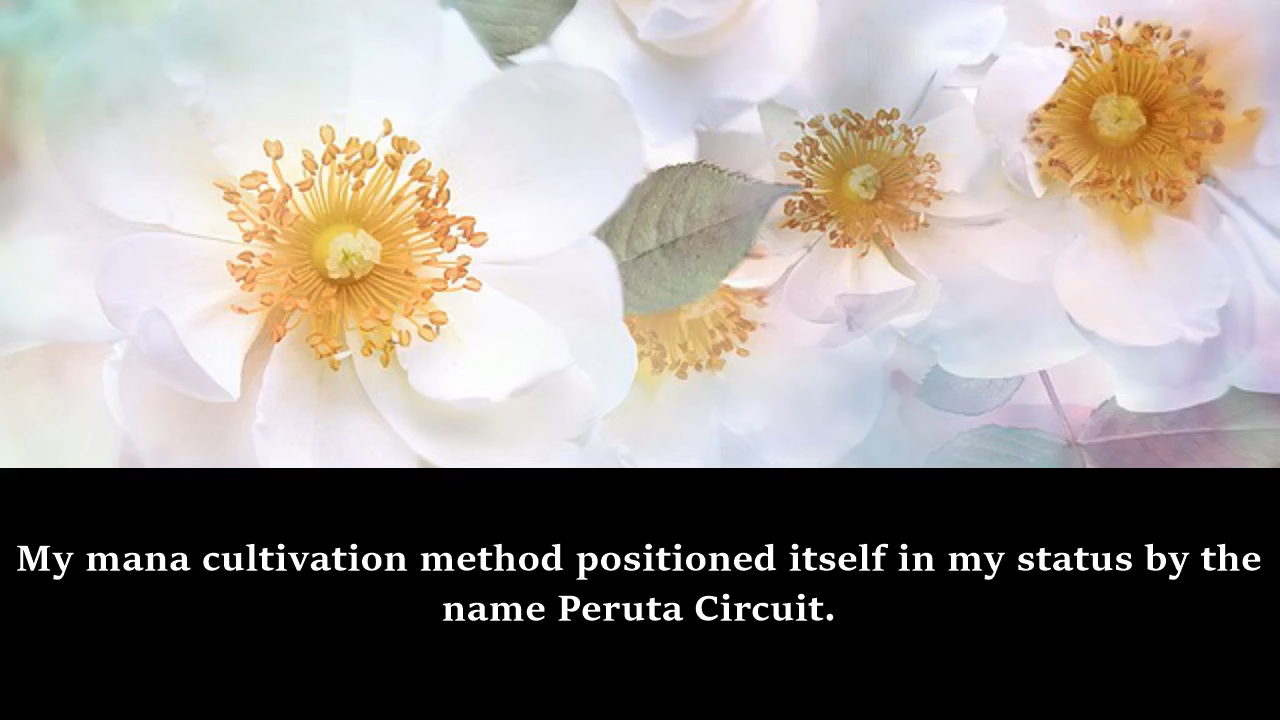 My mana cultivation method positioned itself in my status by the
name Peruta Circuit.